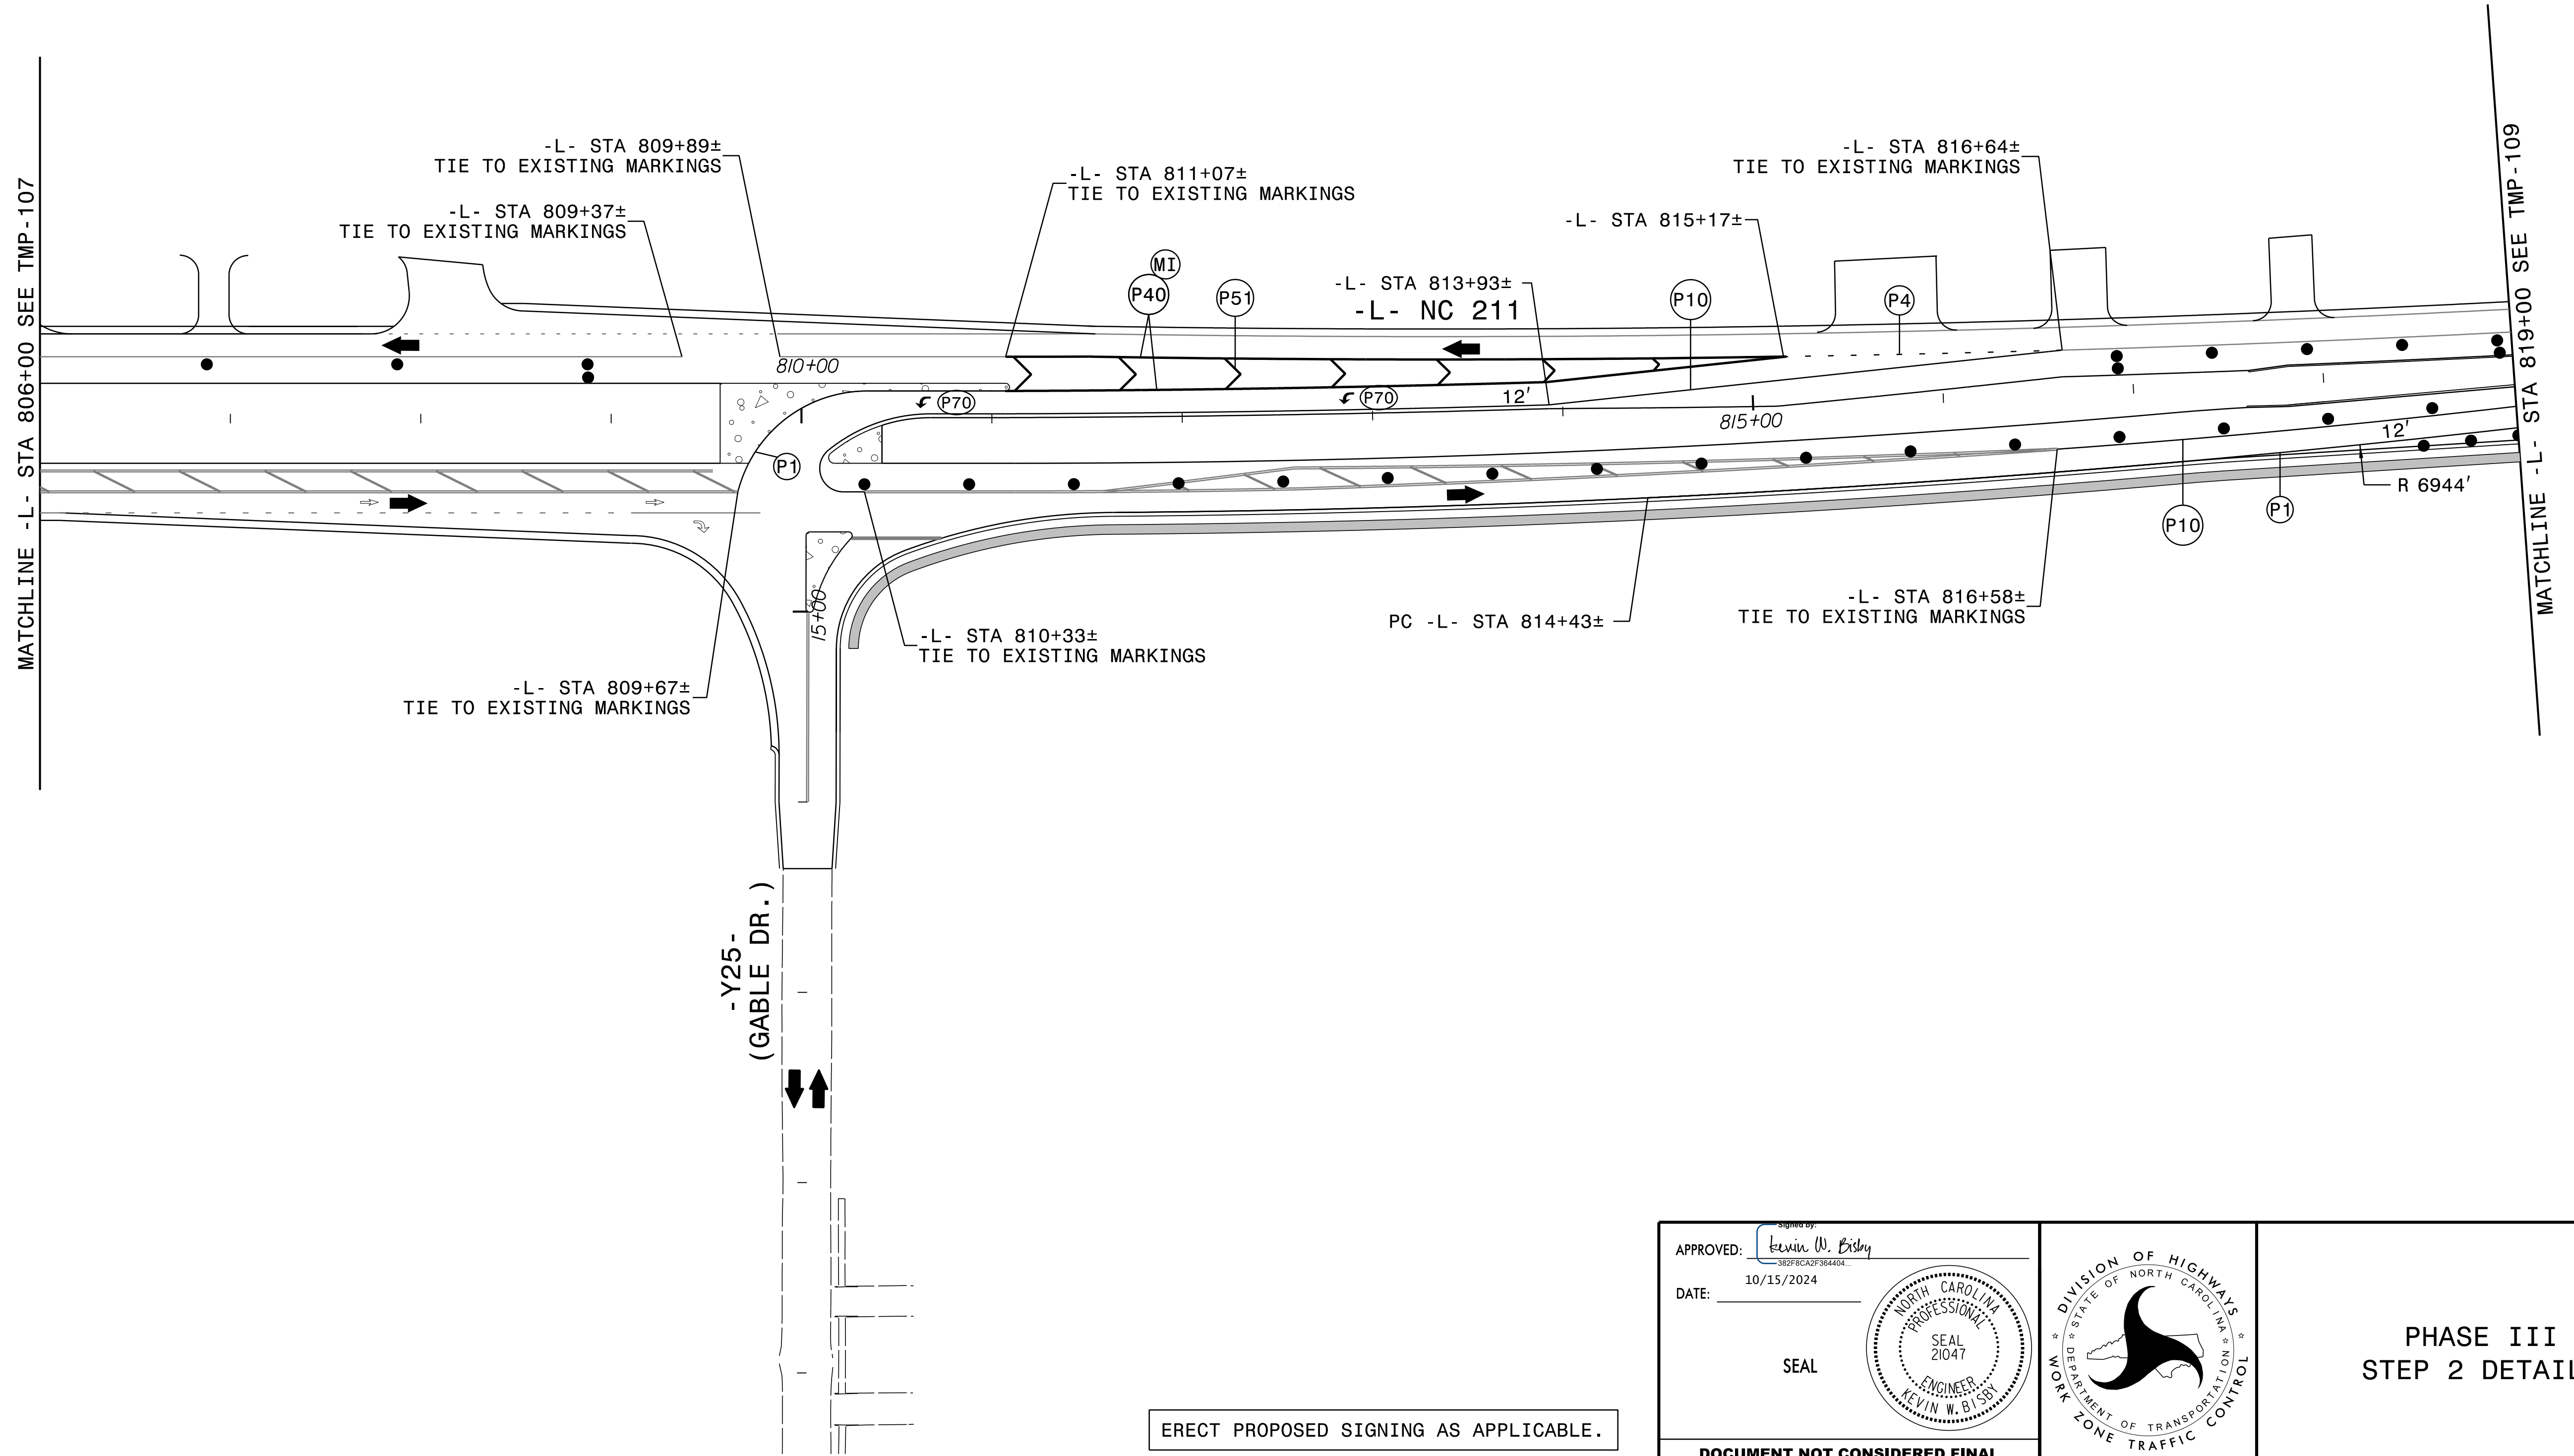 MATCHLINE -L- STA 806+00 SEE TMP-107
-L- STA 809+89±
TIE TO EXISTING MARKINGS
-L- STA 809+37±
TIE TO EXISTING MARKINGS
-L- STA 811+07±
TIE TO EXISTING MARKINGS
-L- STA 816+64±
TIE TO EXISTING MARKINGS
-L- STA 815+17±
MI
P40
P51
-L- STA 813+93±
-L- NC 211
P10
P4
810+00
P70
P70
12'
815+00
P1
12'
R 6944'
P10
P1
15+00
-L- STA 810+33±
TIE TO EXISTING MARKINGS
PC -L- STA 814+43±
-L- STA 816+58±
TIE TO EXISTING MARKINGS
-L- STA 809+67±
TIE TO EXISTING MARKINGS
MATCHLINE -L- STA 819+00 SEE TMP-109
-Y25-
(GABLE DR.)
ERECT PROPOSED SIGNING AS APPLICABLE.
Signed by:
APPROVED: Kevin W. Bisby
382F8CA2F364404...
10/15/2024
DATE:
SEAL
NORTH CAROLINA
PROFESSIONAL
SEAL
21047
ENGINEER
KEVIN W. BISBY
DIVISION OF HIGHWAYS
STATE OF NORTH CAROLINA
DEPARTMENT OF TRANSPORTATION
WORK ZONE TRAFFIC CONTROL
PHASE III
STEP 2 DETAIL
DOCUMENT NOT CONSIDERED FINAL